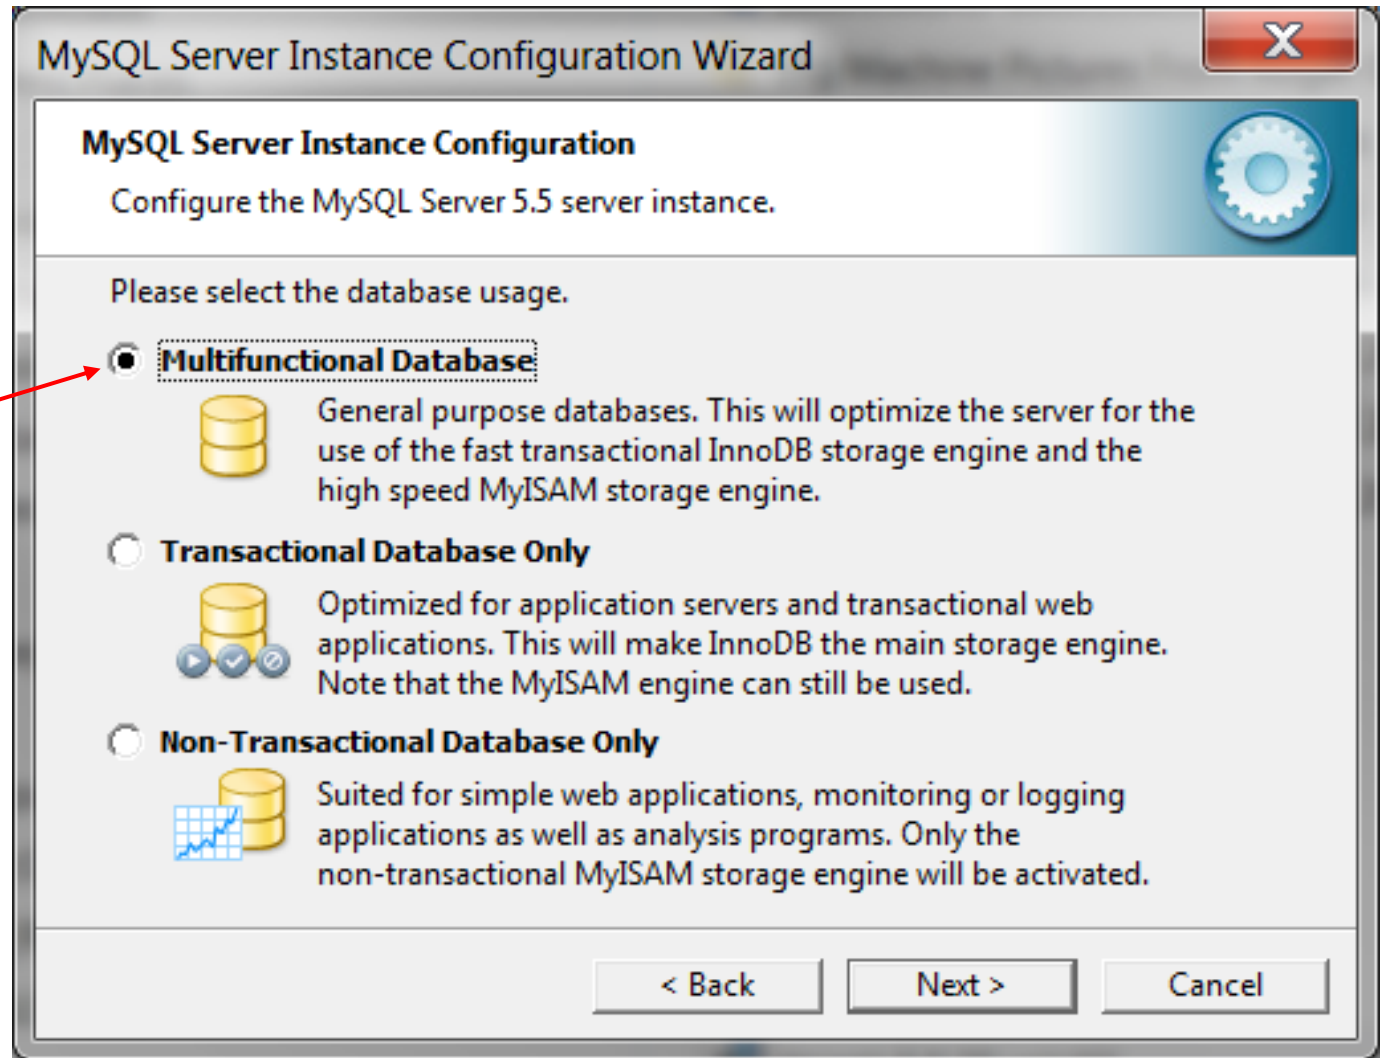 MySQL Server Instance Configuration Wizard
MySQL Server Instance Configuration
Configure the MySQL Server 5.5 server instance.
Please select the database usage.
Multifunctional Database
General purpose databases. This will optimize the server for the
use of the fast transactional InnoDB storage engine and the
high speed MyISAM storage engine.
Transactional Database Only
Optimized for application servers and transactional web
applications. This will make InnoDB the main storage engine.
Note that the MyISAM engine can still be used.
Non-Transactional Database Only
Suited for simple web applications, monitoring or logging
applications as well as analysis programs. Only the
non-transactional MyISAM storage engine will be activated.
< Back
Next >
Cancel